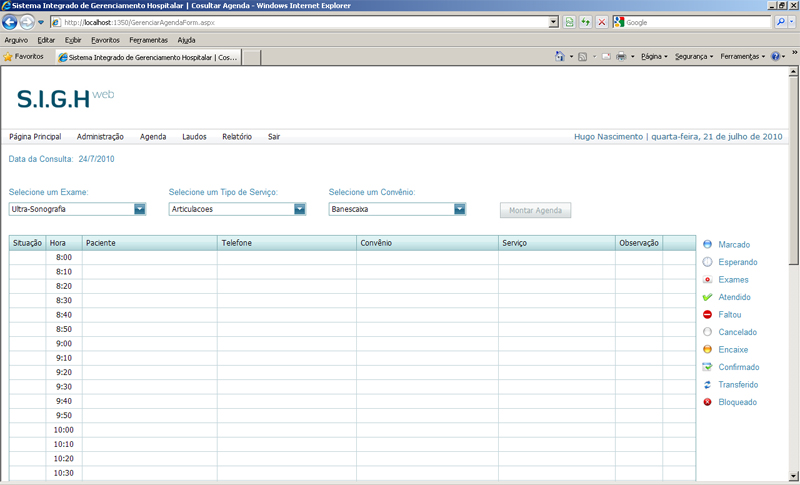 Sistema Integrado de Gerenciamento Hospitalar | Cosultar Agenda - Windows Internet Explorer
http://localhost:1350/GerenciarAgendaForm.aspx
Google
Arquivo Editar Exibir Favoritos Ferramentas Ajuda
Favoritos Sistema Integrado de Gerenciamento Hospitalar | Cos... Página Segurança Ferramentas
S.I.G.H web
Página Principal Administração Agenda Laudos Relatório Sair Hugo Nascimento | quarta-feira, 21 de julho de 2010
Data da Consulta: 24/7/2010
Selecione um Exame: Selecione um Tipo de Serviço: Selecione um Convênio:
Ultra-Sonografia Articulacoes Banescaixa Montar Agenda
Situação Hora Paciente Telefone Convênio Serviço Observação
8:00
8:10
8:20
8:30
8:40
8:50
9:00
9:10
9:20
9:30
9:40
9:50
10:00
10:10
10:20
10:30
Marcado
Esperando
Exames
Atendido
Faltou
Cancelado
Encaixe
Confirmado
Transferido
Bloqueado